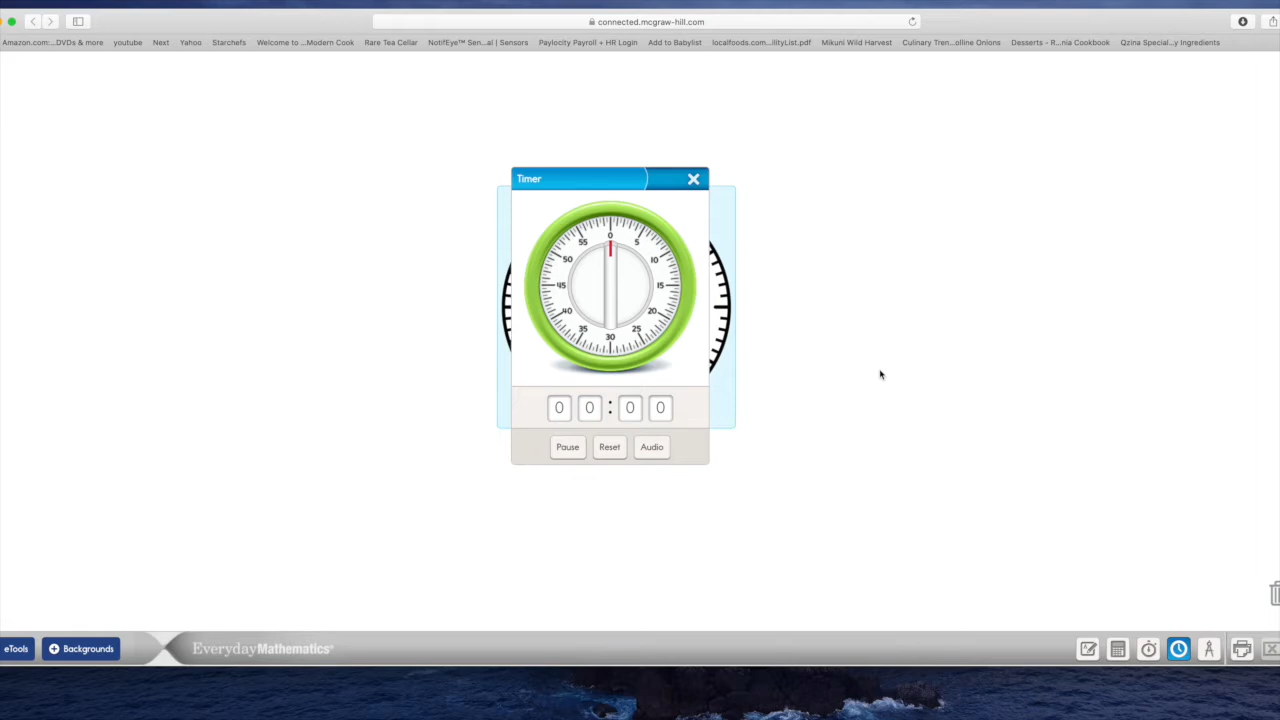 connected.mcgraw-hill.com
Amazon.com:...DVDs & more youtube Next Yahoo Starchefs Welcome to ...Modern Cook Rare Tea Cellar NotifEye™ Sen...al | Sensors Paylocity Payroll + HR Login Add to Babylist localfoods.com...ilityList.pdf Mikuni Wild Harvest Culinary Tren...olline Onions Desserts - R...nia Cookbook Qzina Special...y Ingredients
Timer
0
55 5
50 10
45 15
40 20
35 25
30
0 0 : 0 0
Pause Reset Audio
eTools Backgrounds EverydayMathematics®